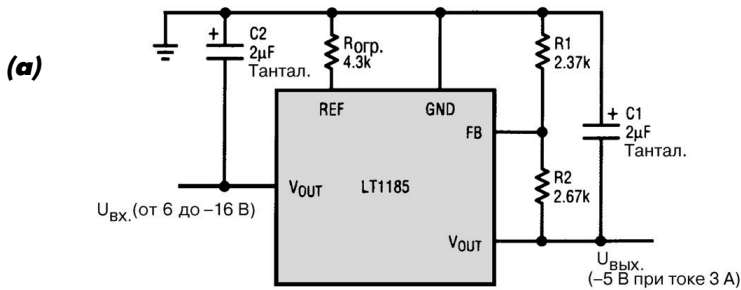 (а)
+ C2
2µF
Тантал.
Rогр.
4.3k
R1
2.37k
+ C1
2µF
Тантал.
REF
GND
FB
VOUT
LT1185
R2
2.67k
VOUT
Uвх.(от 6 до –16 В)
Uвых.
(–5 В при токе 3 А)